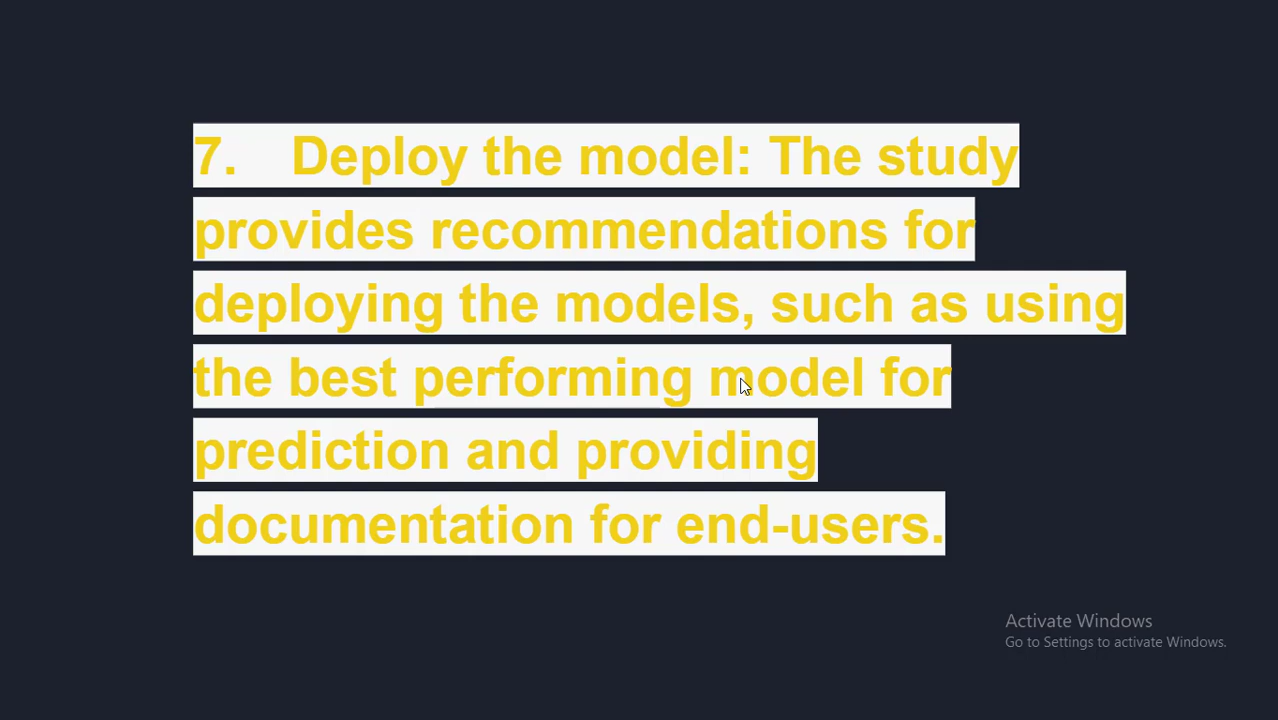 7. Deploy the model: The study
provides recommendations for
deploying the models, such as using
the best performing model for
prediction and providing
documentation for end-users.
Activate Windows
Go to Settings to activate Windows.